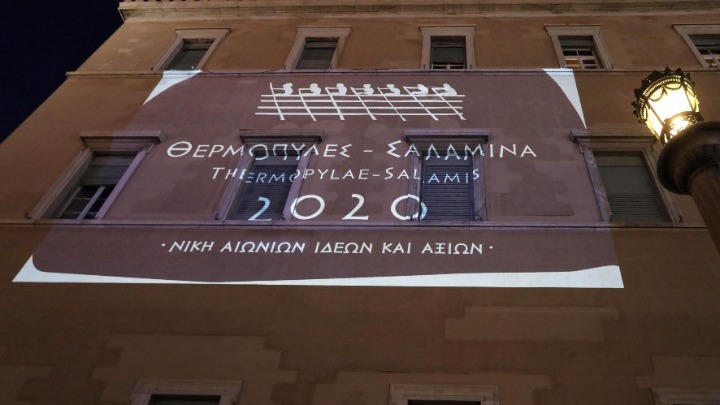 ΘΕΡΜΟΠΥΛΕΣ - ΣΑΛΑΜΙΝΑ
THERMOPYLAE-SALAMIS
2020
· ΝΙΚΗ ΑΙΩΝΙΩΝ ΙΔΕΩΝ ΚΑΙ ΑΞΙΩΝ ·